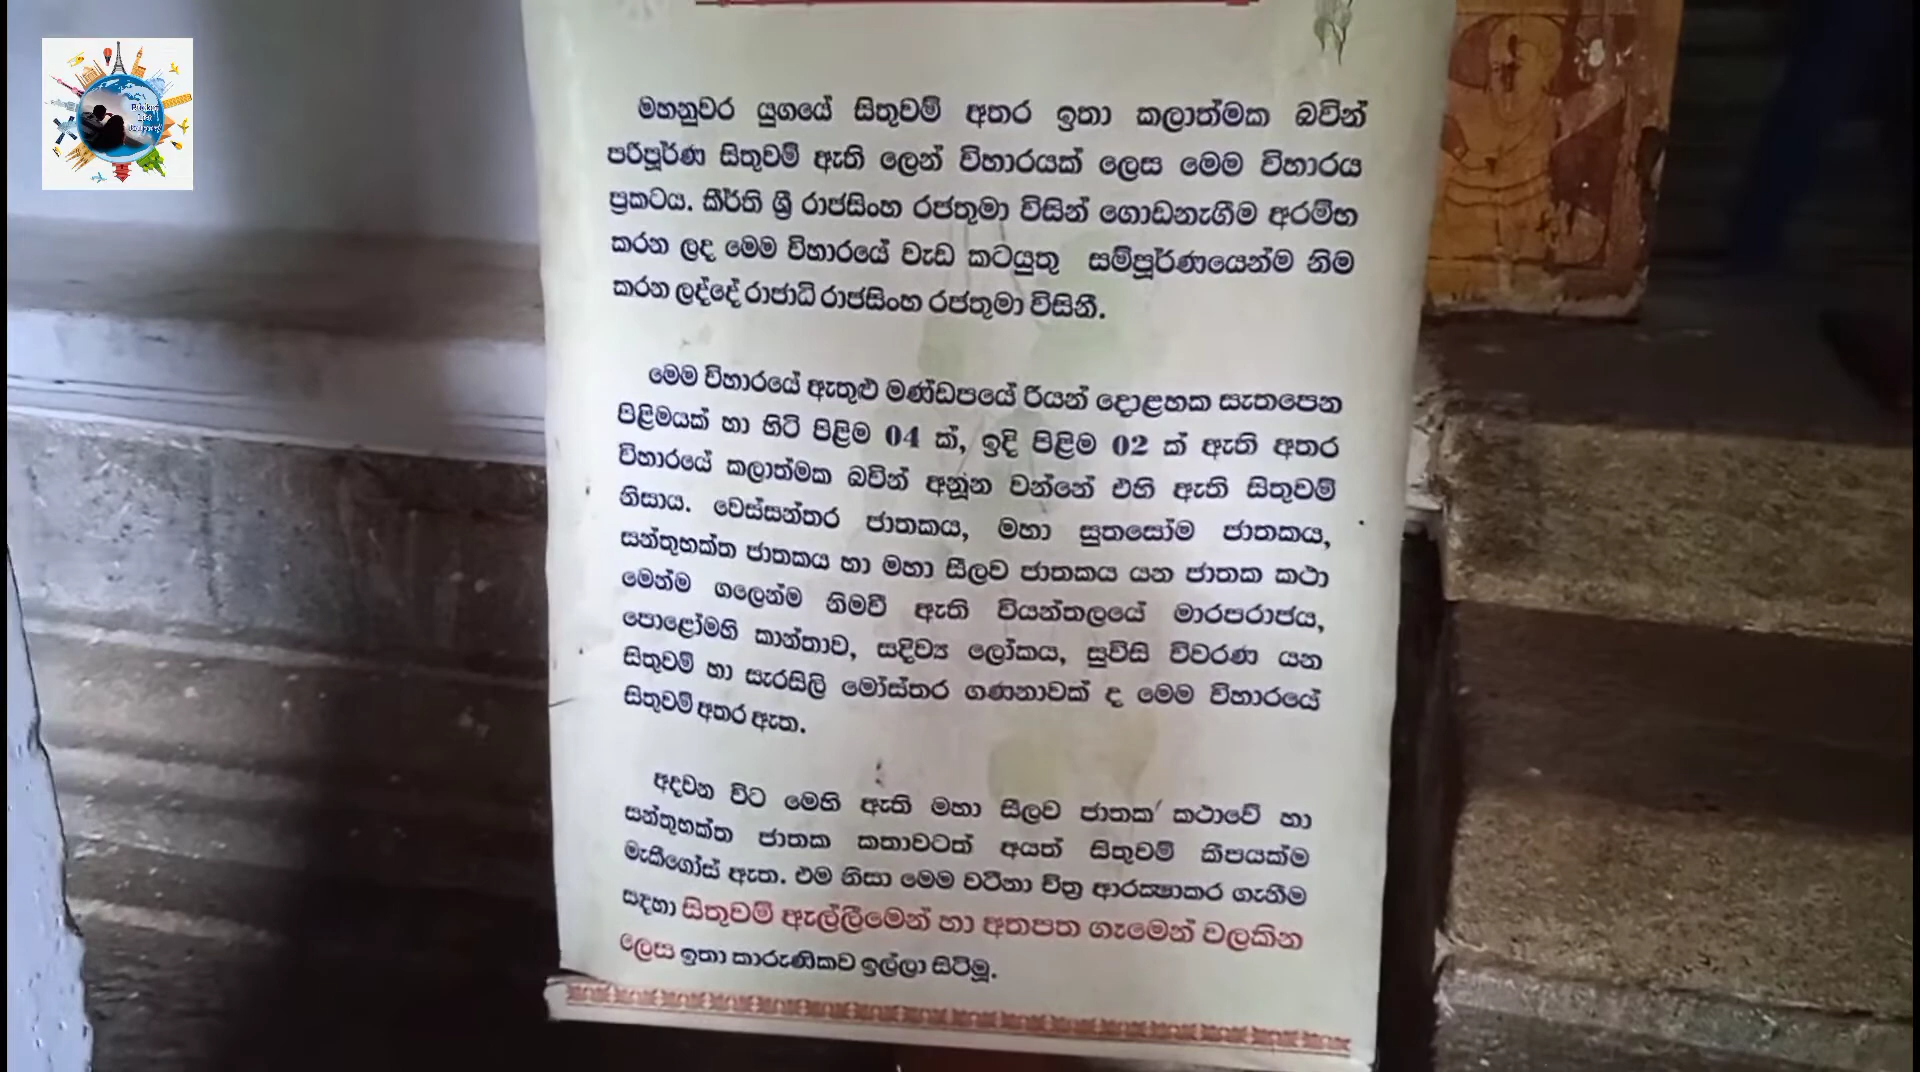 මහනුවර යුගයේ සිතුවම් අතර ඉතා කලාත්මක බවින්
පරිපූර්ණ සිතුවම් ඇති ලෙන් විහාරයක් ලෙස මෙම විහාරය
ප්‍රකටය. කීර්ති ශ්‍රී රාජසිංහ රජතුමා විසින් ගොඩනැගීම අරම්භ
කරන ලද මෙම විහාරයේ වැඩ කටයුතු සම්පූර්ණයෙන්ම නිම
කරන ලද්දේ රාජාධි රාජසිංහ රජතුමා විසිනී.
මෙම විහාරයේ ඇතුළු මණ්ඩපයේ රියන් දොළහක සැතපෙන
පිළිමයක් හා හිටි පිළිම 04 ක්, ඉදි පිළිම 02 ක් ඇති අතර
විහාරයේ කලාත්මක බවින් අනූන වන්නේ එහි ඇති සිතුවම්
නිසාය. වෙස්සන්තර ජාතකය, මහා සුතසෝම ජාතකය,
සන්තුභක්ත ජාතකය හා මහා සීලව ජාතකය යන ජාතක කථා
මෙන්ම ගලෙන්ම නිමවී ඇති වියන්තලයේ මාරපරාජය,
පොළෝමහි කාන්තාව, සදිව්‍ය ලෝකය, සුවිසි විවරණ යන
සිතුවම් හා සැරසිලි මෝස්තර ගණනාවක් ද මෙම විහාරයේ
සිතුවම් අතර ඇත.
අදවන විට මෙහි ඇති මහා සීලව ජාතක කථාවේ හා
සන්තුභක්ත ජාතක කතාවටත් අයත් සිතුවම් කීපයක්ම
මැකීගෝස් ඇත. එම නිසා මෙම වටිනා චිත්‍ර ආරක්‍ෂාකර ගැනීම
සඳහා සිතුවම් ඇල්ලීමෙන් හා අතපත ගෑමෙන් වලකින
ලෙස ඉතා කාරුණිකව ඉල්ලා සිටිමූ.